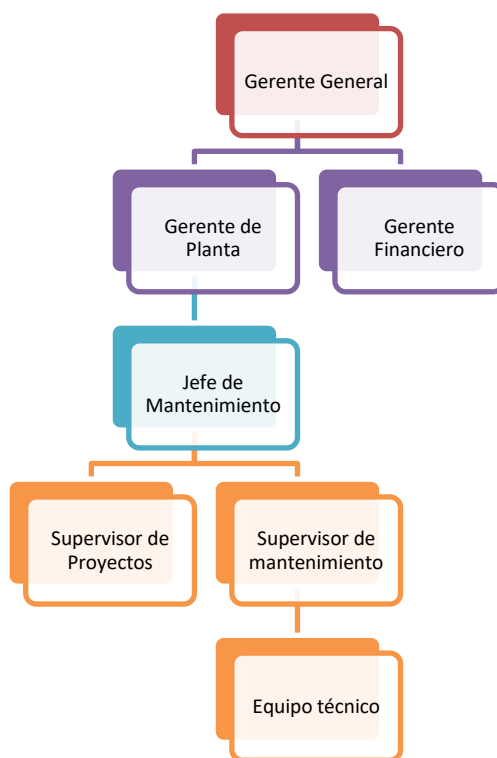 Gerente General
Gerente de
Planta
Gerente
Financiero
Jefe de
Mantenimiento
Supervisor de
Proyectos
Supervisor de
mantenimiento
Equipo técnico